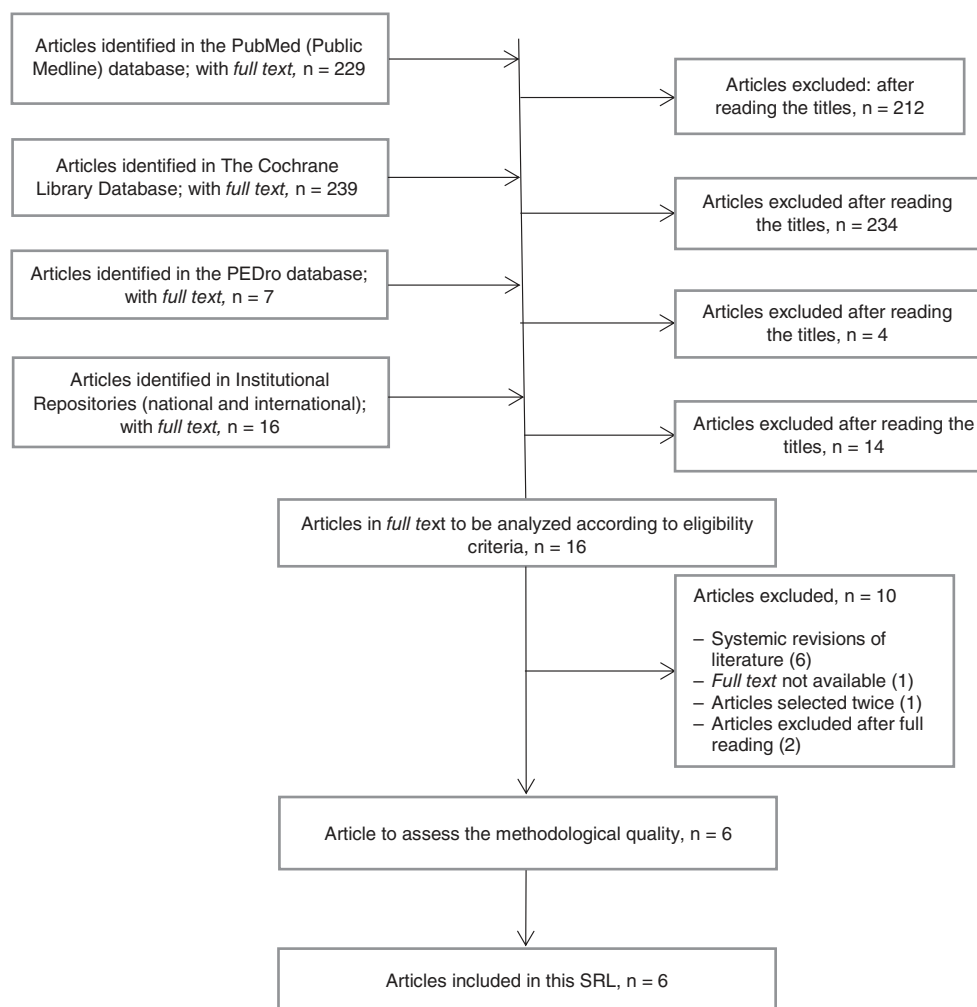 Articles identified in the PubMed (Public
Medline) database; with full text, n = 229
Articles excluded: after
reading the titles, n = 212
Articles identified in The Cochrane
Library Database; with full text, n = 239
Articles excluded after reading
the titles, n = 234
Articles identified in the PEDro database;
with full text, n = 7
Articles excluded after reading
the titles, n = 4
Articles identified in Institutional
Repositories (national and international);
with full text, n = 16
Articles excluded after reading the
titles, n = 14
Articles in full text to be analyzed according to eligibility
criteria, n = 16
Articles excluded, n = 10
– Systemic revisions of
literature (6)
– Full text not available (1)
– Articles selected twice (1)
– Articles excluded after full
reading (2)
Article to assess the methodological quality, n = 6
Articles included in this SRL, n = 6